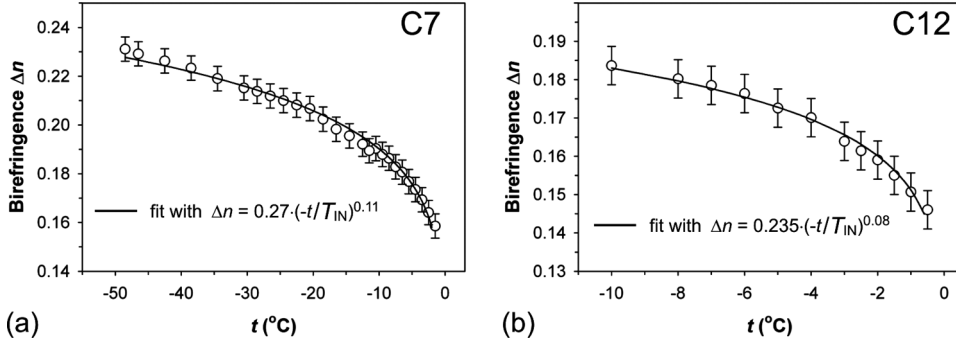 C7
0.24
0.22
0.20
0.18
0.16
0.14
Birefringence Δn
fit with Δn = 0.27·(-t/T_IN)^0.11
-50 -40 -30 -20 -10 0
t (°C)
(a)
C12
0.19
0.18
0.17
0.16
0.15
0.14
0.13
Birefringence Δn
fit with Δn = 0.235·(-t/T_IN)^0.08
-10 -8 -6 -4 -2 0
t (°C)
(b)